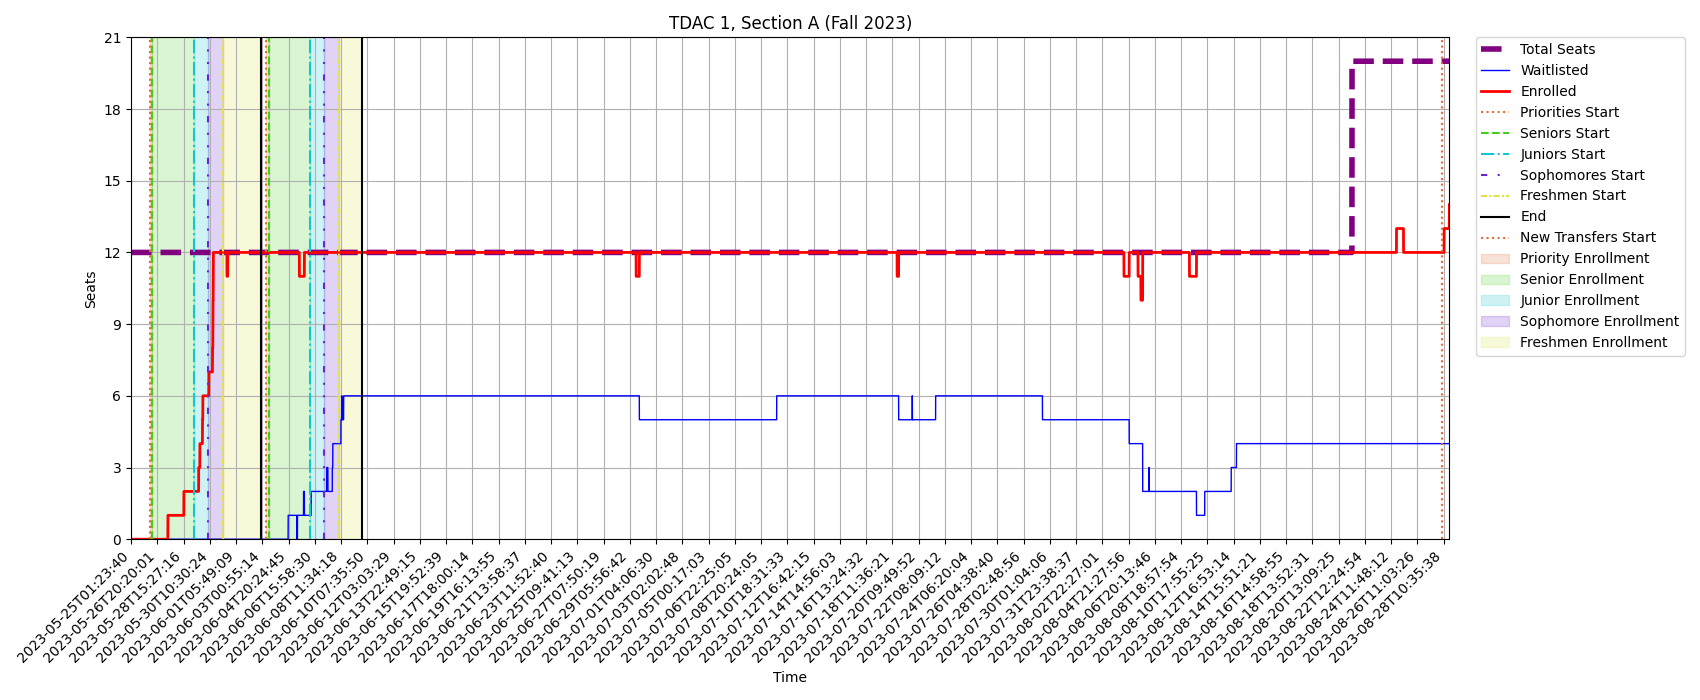 TDAC 1, Section A (Fall 2023)
21
18
15
12
9
6
3
0
Seats
2023-05-25T01:23:40
2023-05-26T20:20:01
2023-05-28T15:27:16
2023-05-30T10:30:24
2023-06-01T05:49:09
2023-06-03T00:55:14
2023-06-04T20:24:45
2023-06-06T15:58:30
2023-06-08T11:34:18
2023-06-10T07:35:50
2023-06-12T03:03:29
2023-06-13T22:49:15
2023-06-15T19:52:39
2023-06-17T18:00:14
2023-06-19T16:13:55
2023-06-21T13:58:37
2023-06-23T11:52:40
2023-06-25T09:41:13
2023-06-27T07:50:19
2023-06-29T05:56:42
2023-07-01T04:06:30
2023-07-03T02:02:48
2023-07-05T00:17:03
2023-07-06T22:25:05
2023-07-08T20:24:05
2023-07-10T18:31:33
2023-07-12T16:42:15
2023-07-14T14:56:03
2023-07-16T13:24:32
2023-07-18T11:36:21
2023-07-20T09:49:52
2023-07-22T08:09:12
2023-07-24T06:20:04
2023-07-26T04:38:40
2023-07-28T02:48:56
2023-07-30T01:04:06
2023-07-31T23:38:37
2023-08-02T22:27:01
2023-08-04T21:27:56
2023-08-06T20:13:46
2023-08-08T18:57:54
2023-08-10T17:55:25
2023-08-12T16:53:14
2023-08-14T15:51:21
2023-08-16T14:58:55
2023-08-18T13:52:31
2023-08-20T13:09:25
2023-08-22T12:24:54
2023-08-24T11:48:12
2023-08-26T11:03:26
2023-08-28T10:35:38
Time
Total Seats
Waitlisted
Enrolled
Priorities Start
Seniors Start
Juniors Start
Sophomores Start
Freshmen Start
End
New Transfers Start
Priority Enrollment
Senior Enrollment
Junior Enrollment
Sophomore Enrollment
Freshmen Enrollment